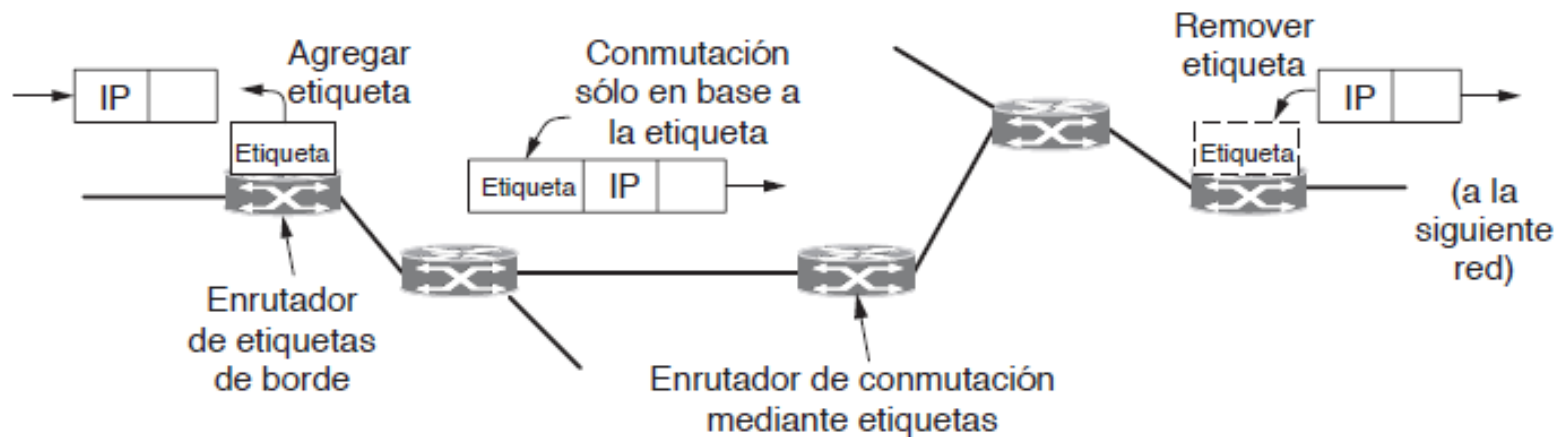 IP
Agregar
etiqueta
Etiqueta
Conmutación
sólo en base a
la etiqueta
Etiqueta IP
Remover
etiqueta
IP
Etiqueta
(a la
siguiente
red)
Enrutador
de etiquetas
de borde
Enrutador de conmutación
mediante etiquetas